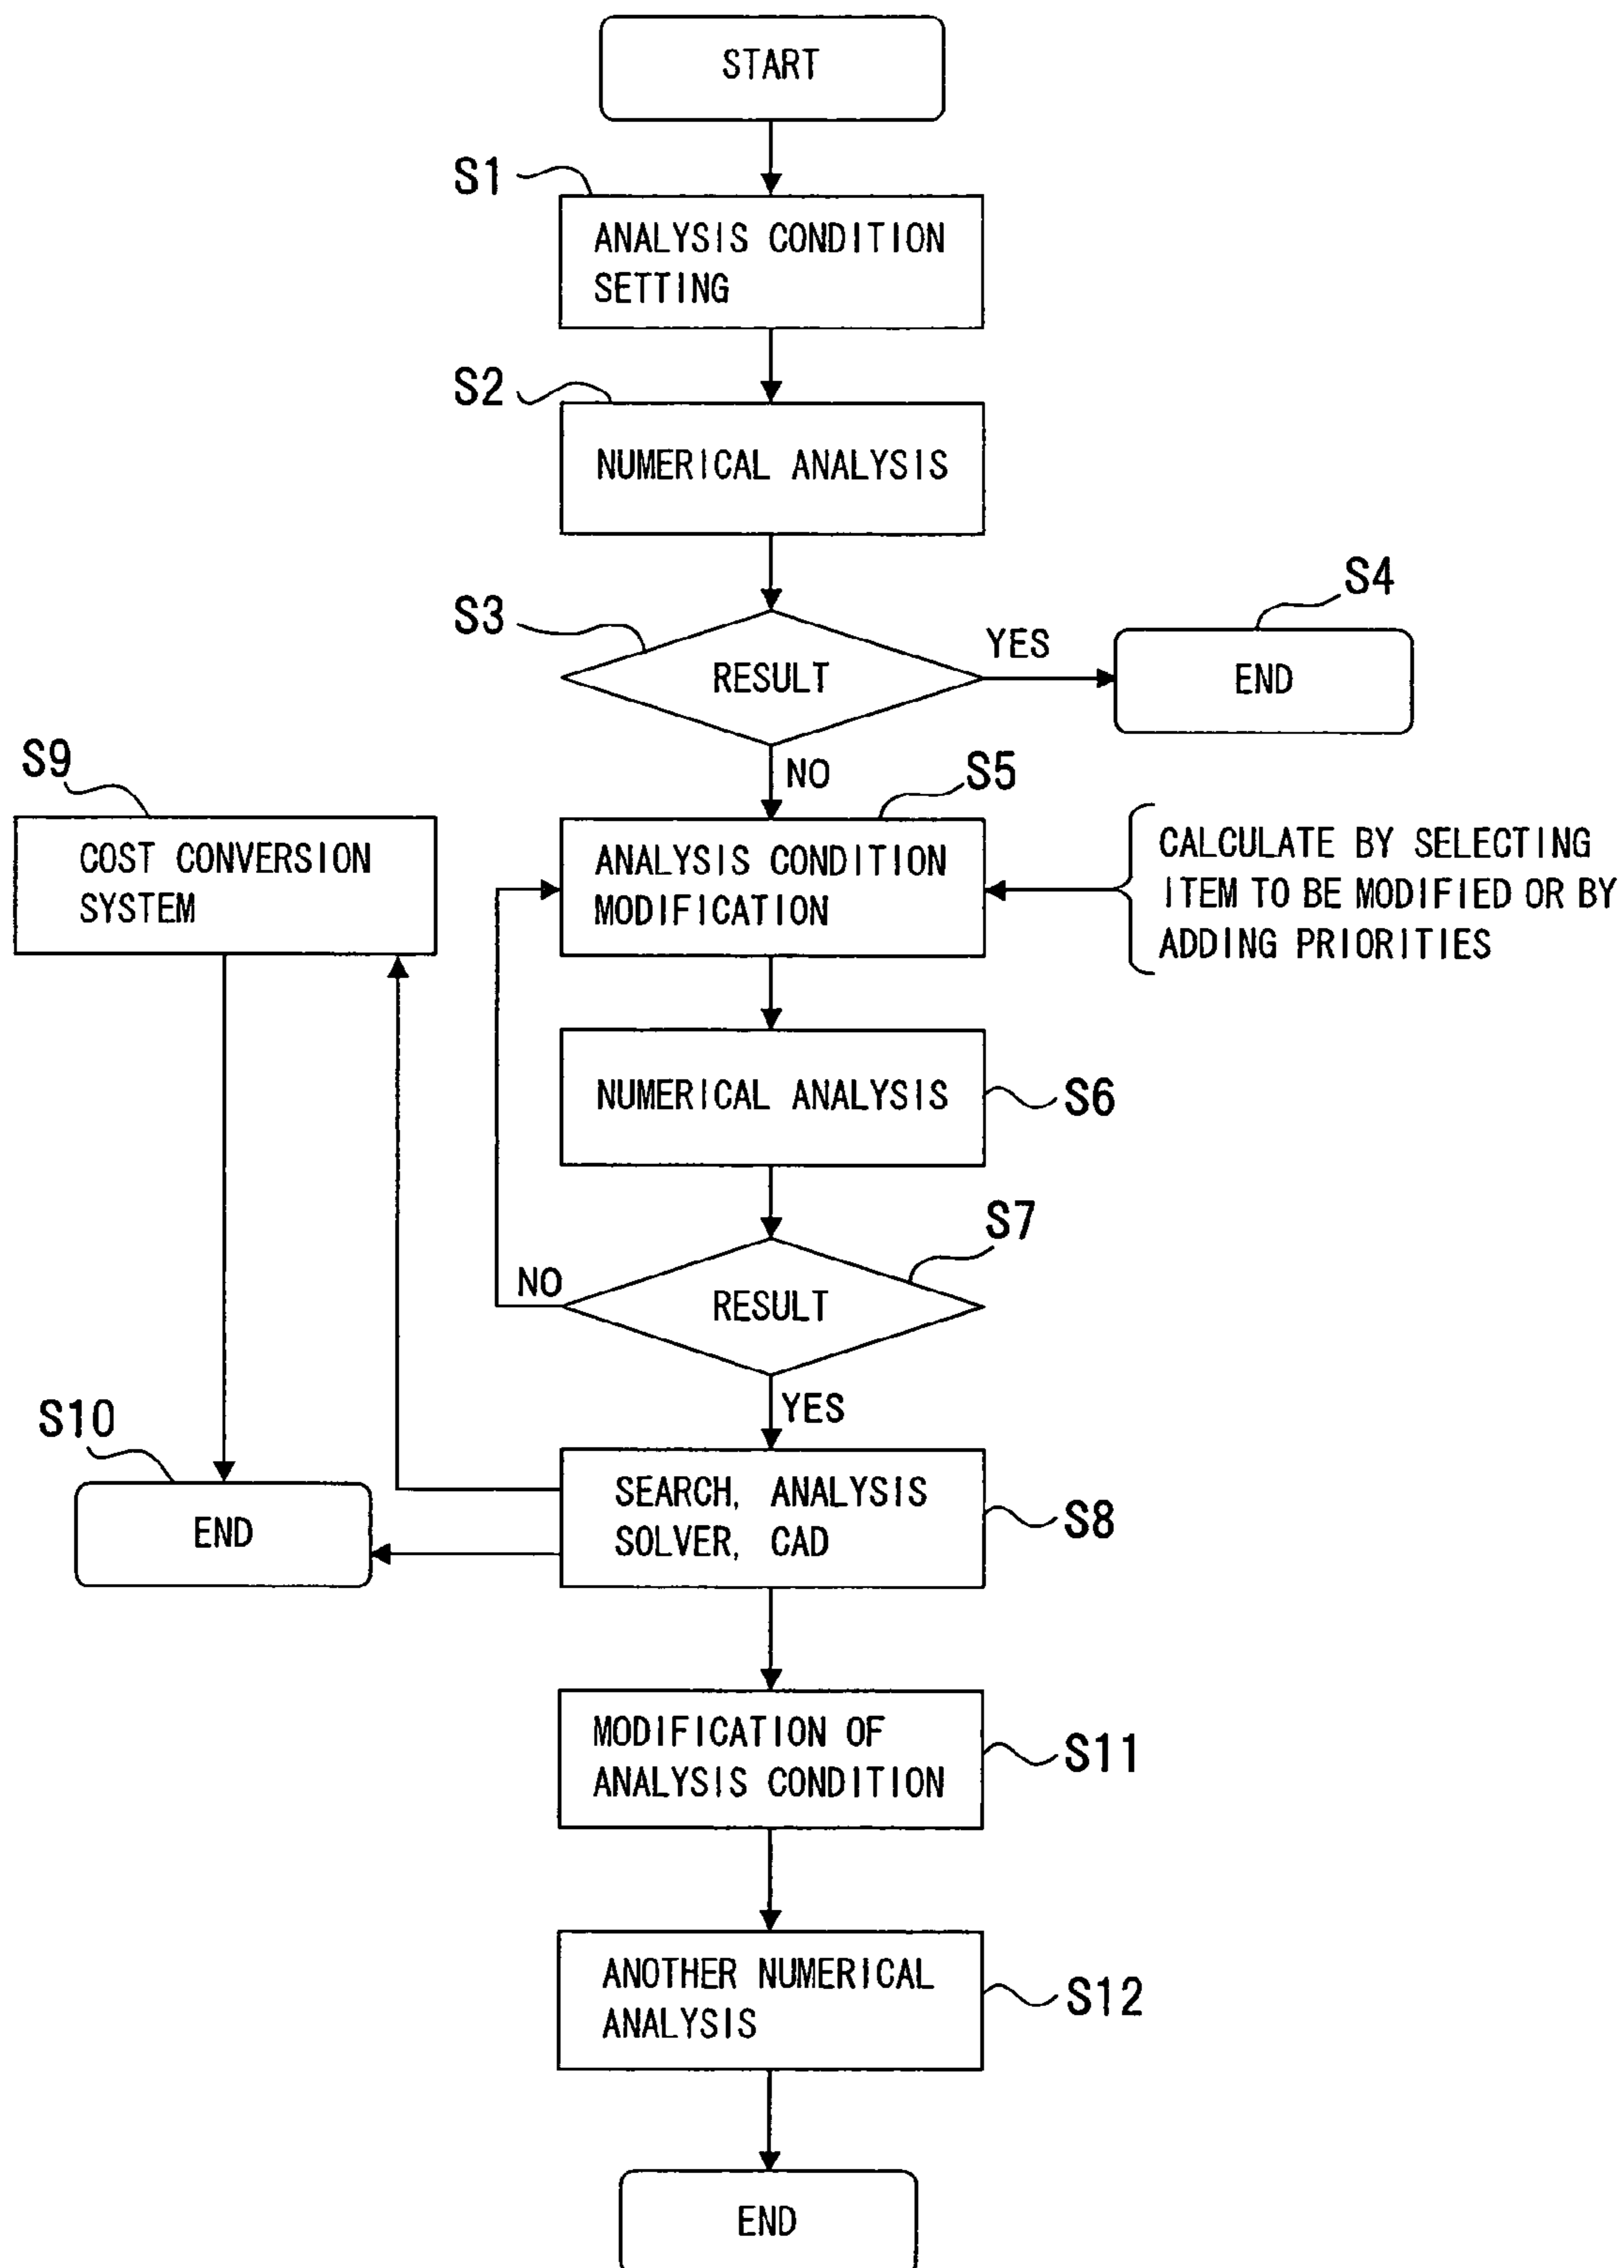 START
S1
ANALYSIS CONDITION
SETTING
S2
NUMERICAL ANALYSIS
S3
RESULT
YES
S4
END
NO
S5
ANALYSIS CONDITION
MODIFICATION
CALCULATE BY SELECTING
ITEM TO BE MODIFIED OR BY
ADDING PRIORITIES
S9
COST CONVERSION
SYSTEM
NUMERICAL ANALYSIS
S6
S7
NO
RESULT
YES
S10
END
SEARCH, ANALYSIS
SOLVER, CAD
S8
MODIFICATION OF
ANALYSIS CONDITION
S11
ANOTHER NUMERICAL
ANALYSIS
S12
END